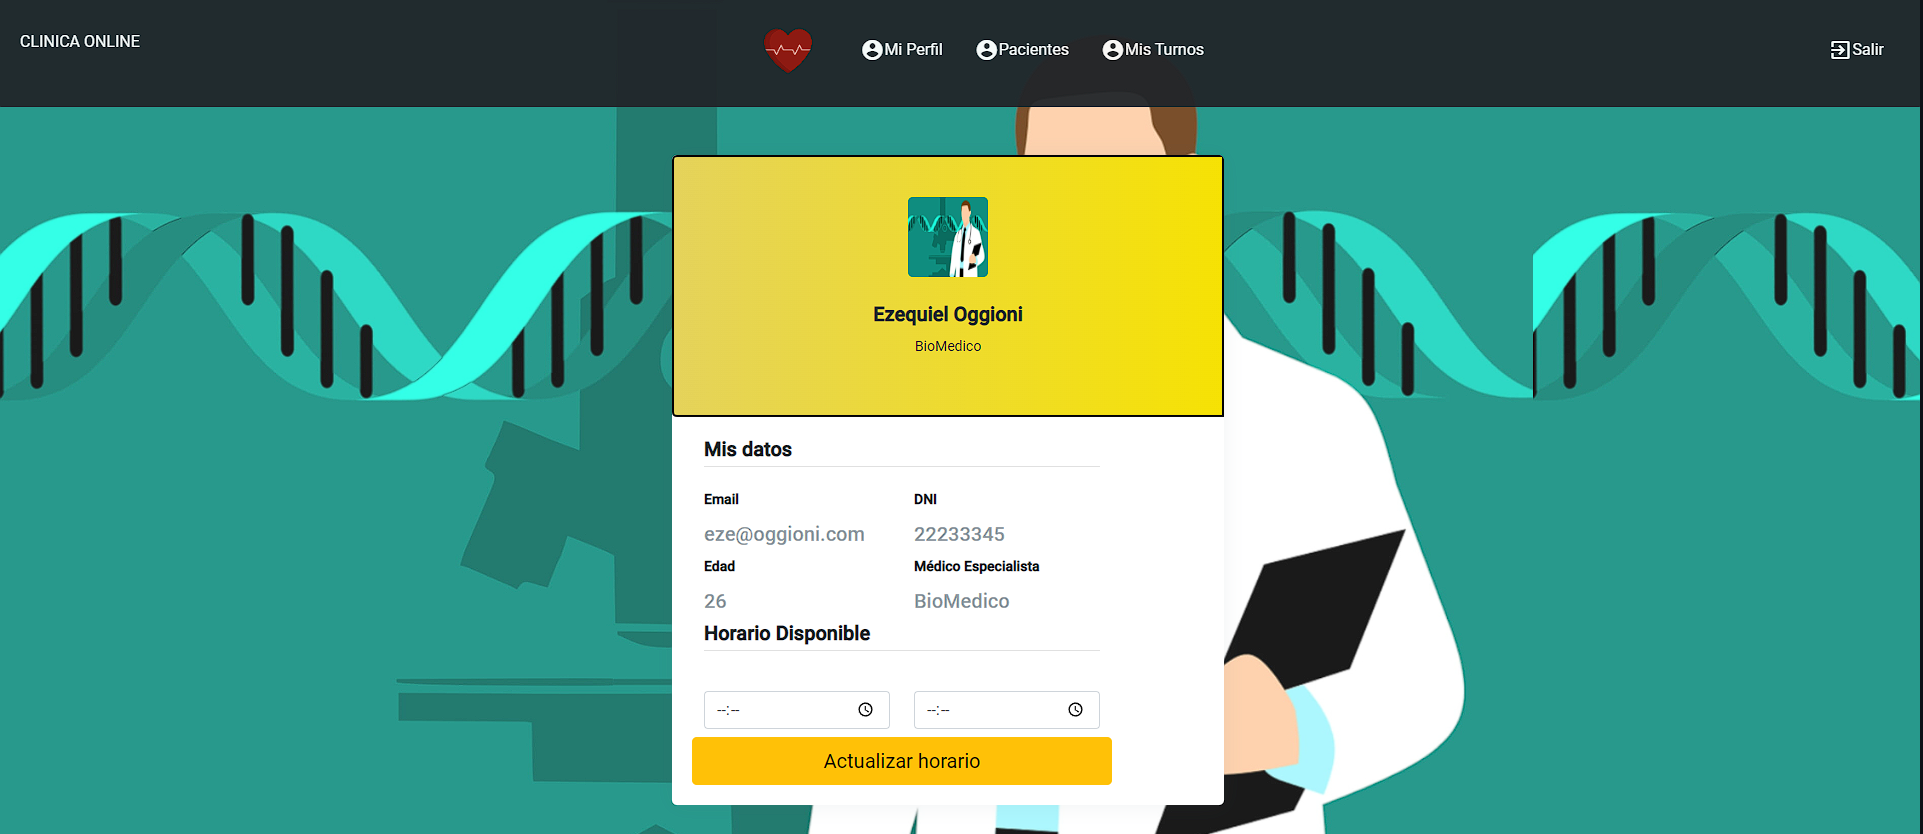 CLINICA ONLINE
Mi Perfil
Pacientes
Mis Turnos
Salir
Ezequiel Oggioni
BioMedico
Mis datos
Email
DNI
eze@oggioni.com
22233345
Edad
Médico Especialista
26
BioMedico
Horario Disponible
--:--
--:--
Actualizar horario